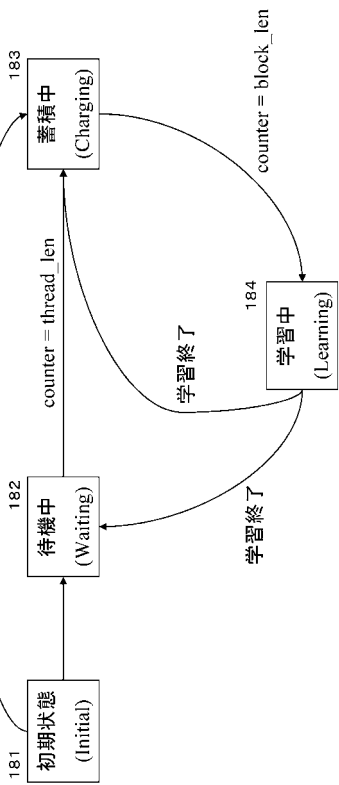 181
初期状態
(Initial)
182
待機中
(Waiting)
counter = thread_len
183
蓄積中
(Charging)
counter = block_len
184
学習中
(Learning)
学習終了
学習終了